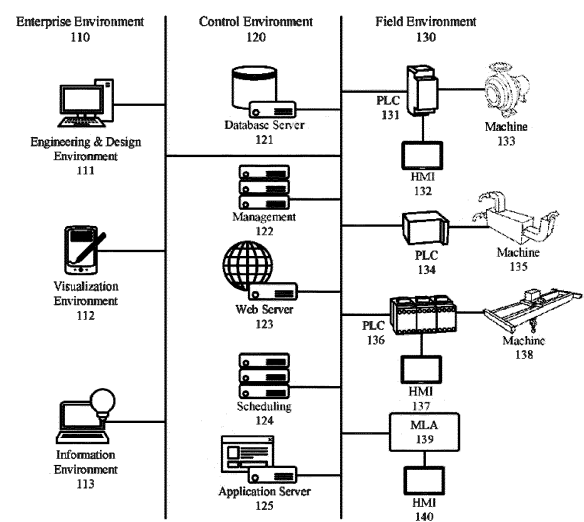 Enterprise Environment
110
Control Environment
120
Field Environment
130
Engineering & Design
Environment
111
Visualization
Environment
112
Information
Environment
113
Database Server
121
Management
122
Web Server
123
Scheduling
124
Application Server
125
PLC
131
Machine
133
HMI
132
PLC
134
Machine
135
PLC
136
Machine
138
HMI
137
MLA
139
HMI
140